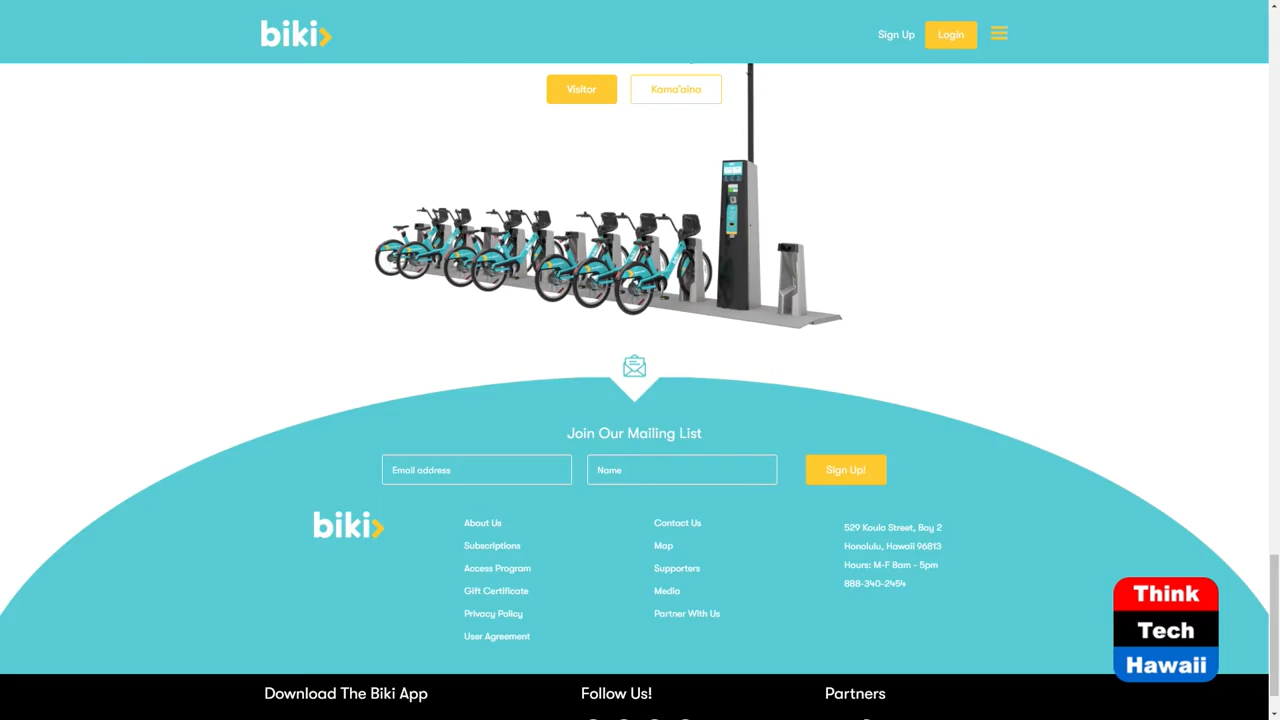 biki
Sign Up
Login
Visitor
Kama'aina
Join Our Mailing List
Email address
Name
Sign Up!
biki
About Us
Subscriptions
Access Program
Gift Certificate
Privacy Policy
User Agreement
Contact Us
Map
Supporters
Media
Partner With Us
529 Koula Street, Bay 2
Honolulu, Hawaii 96813
Hours: M-F 8am - 5pm
888-340-2454
Think
Tech
Hawaii
Download The Biki App
Follow Us!
Partners